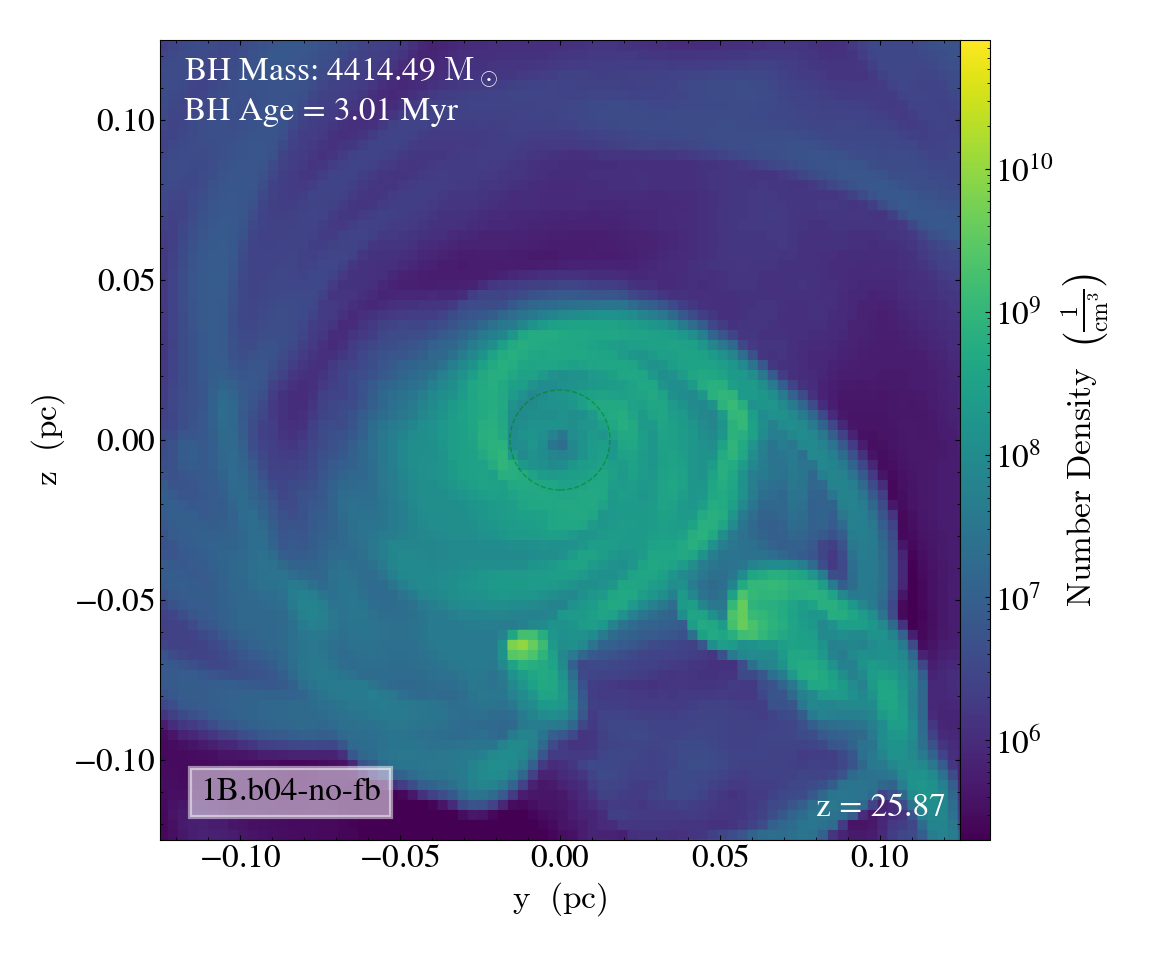 BH Mass: 4414.49 M⊙
BH Age = 3.01 Myr
0.10
0.05
0.00
−0.05
−0.10
z (pc)
1B.b04-no-fb
z = 25.87
−0.10 −0.05 0.00 0.05 0.10
y (pc)
10¹⁰
10⁹
10⁸
10⁷
10⁶
Number Density (1/cm³)